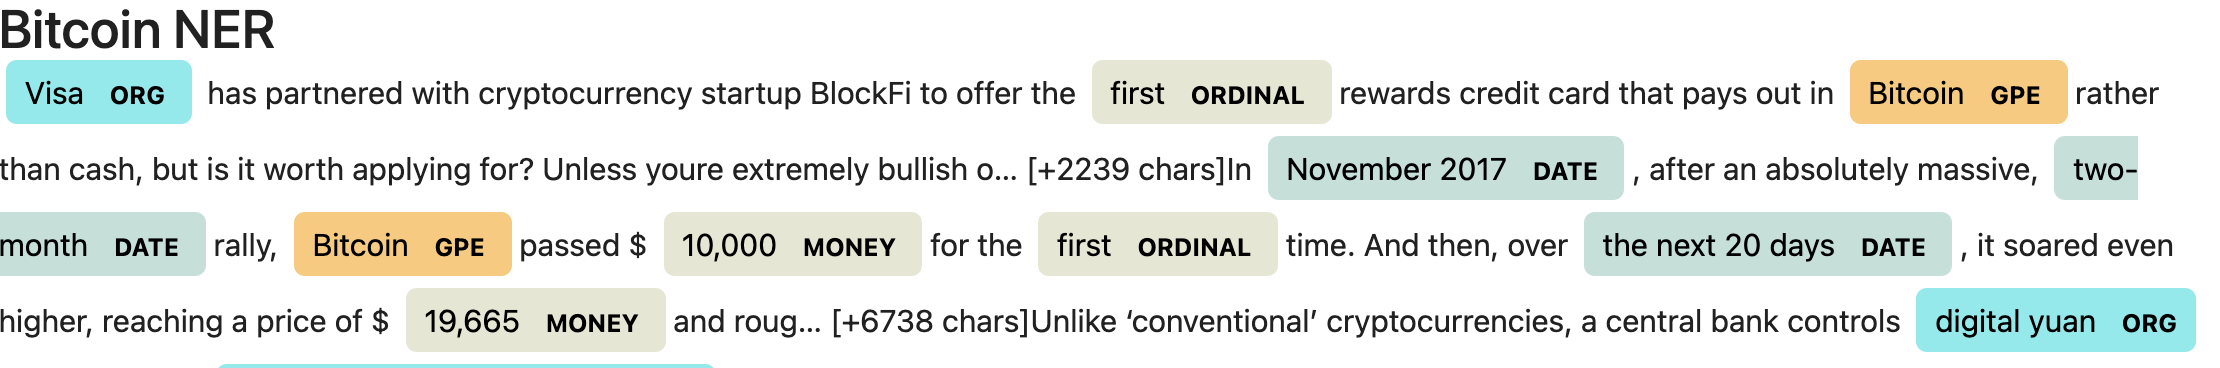 Bitcoin NER
Visa ORG has partnered with cryptocurrency startup BlockFi to offer the first ORDINAL rewards credit card that pays out in Bitcoin GPE rather
than cash, but is it worth applying for? Unless youre extremely bullish o... [+2239 chars]In November 2017 DATE , after an absolutely massive, two-
month DATE rally, Bitcoin GPE passed $ 10,000 MONEY for the first ORDINAL time. And then, over the next 20 days DATE , it soared even
higher, reaching a price of $ 19,665 MONEY and roug... [+6738 chars]Unlike ‘conventional’ cryptocurrencies, a central bank controls digital yuan ORG